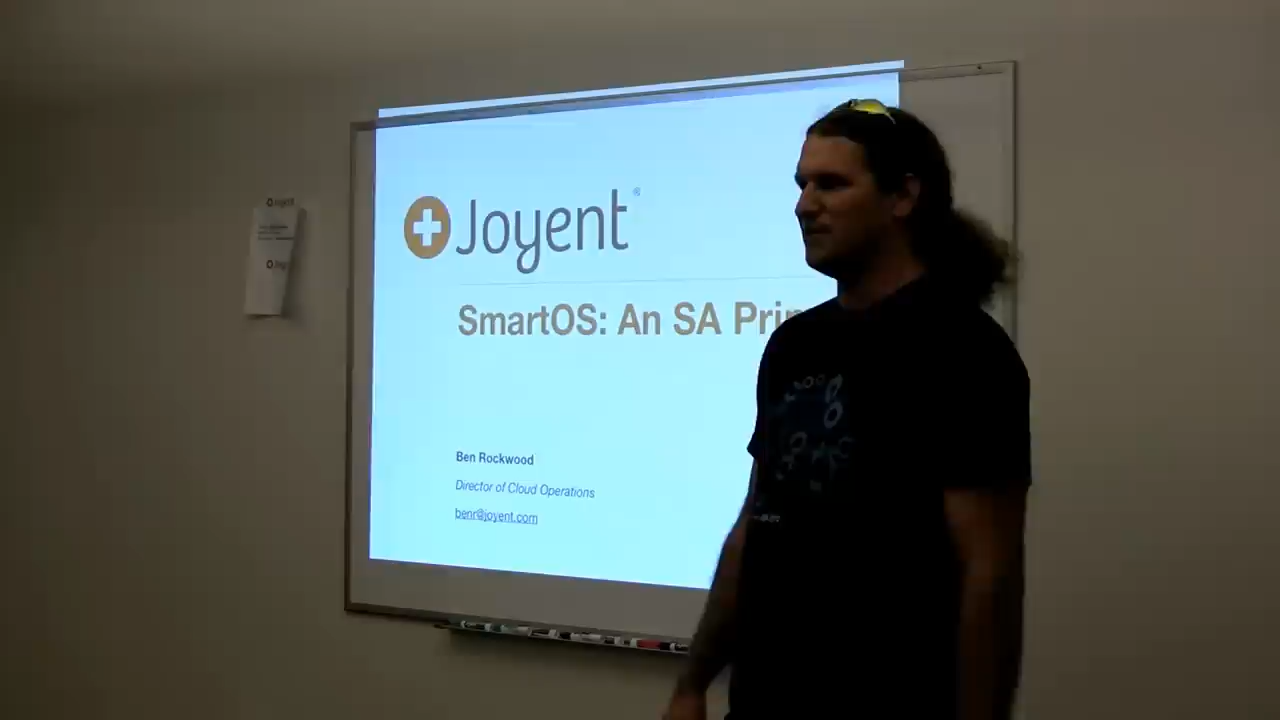 Joyent®
SmartOS: An SA Pri
Ben Rockwood
Director of Cloud Operations
benr@joyent.com